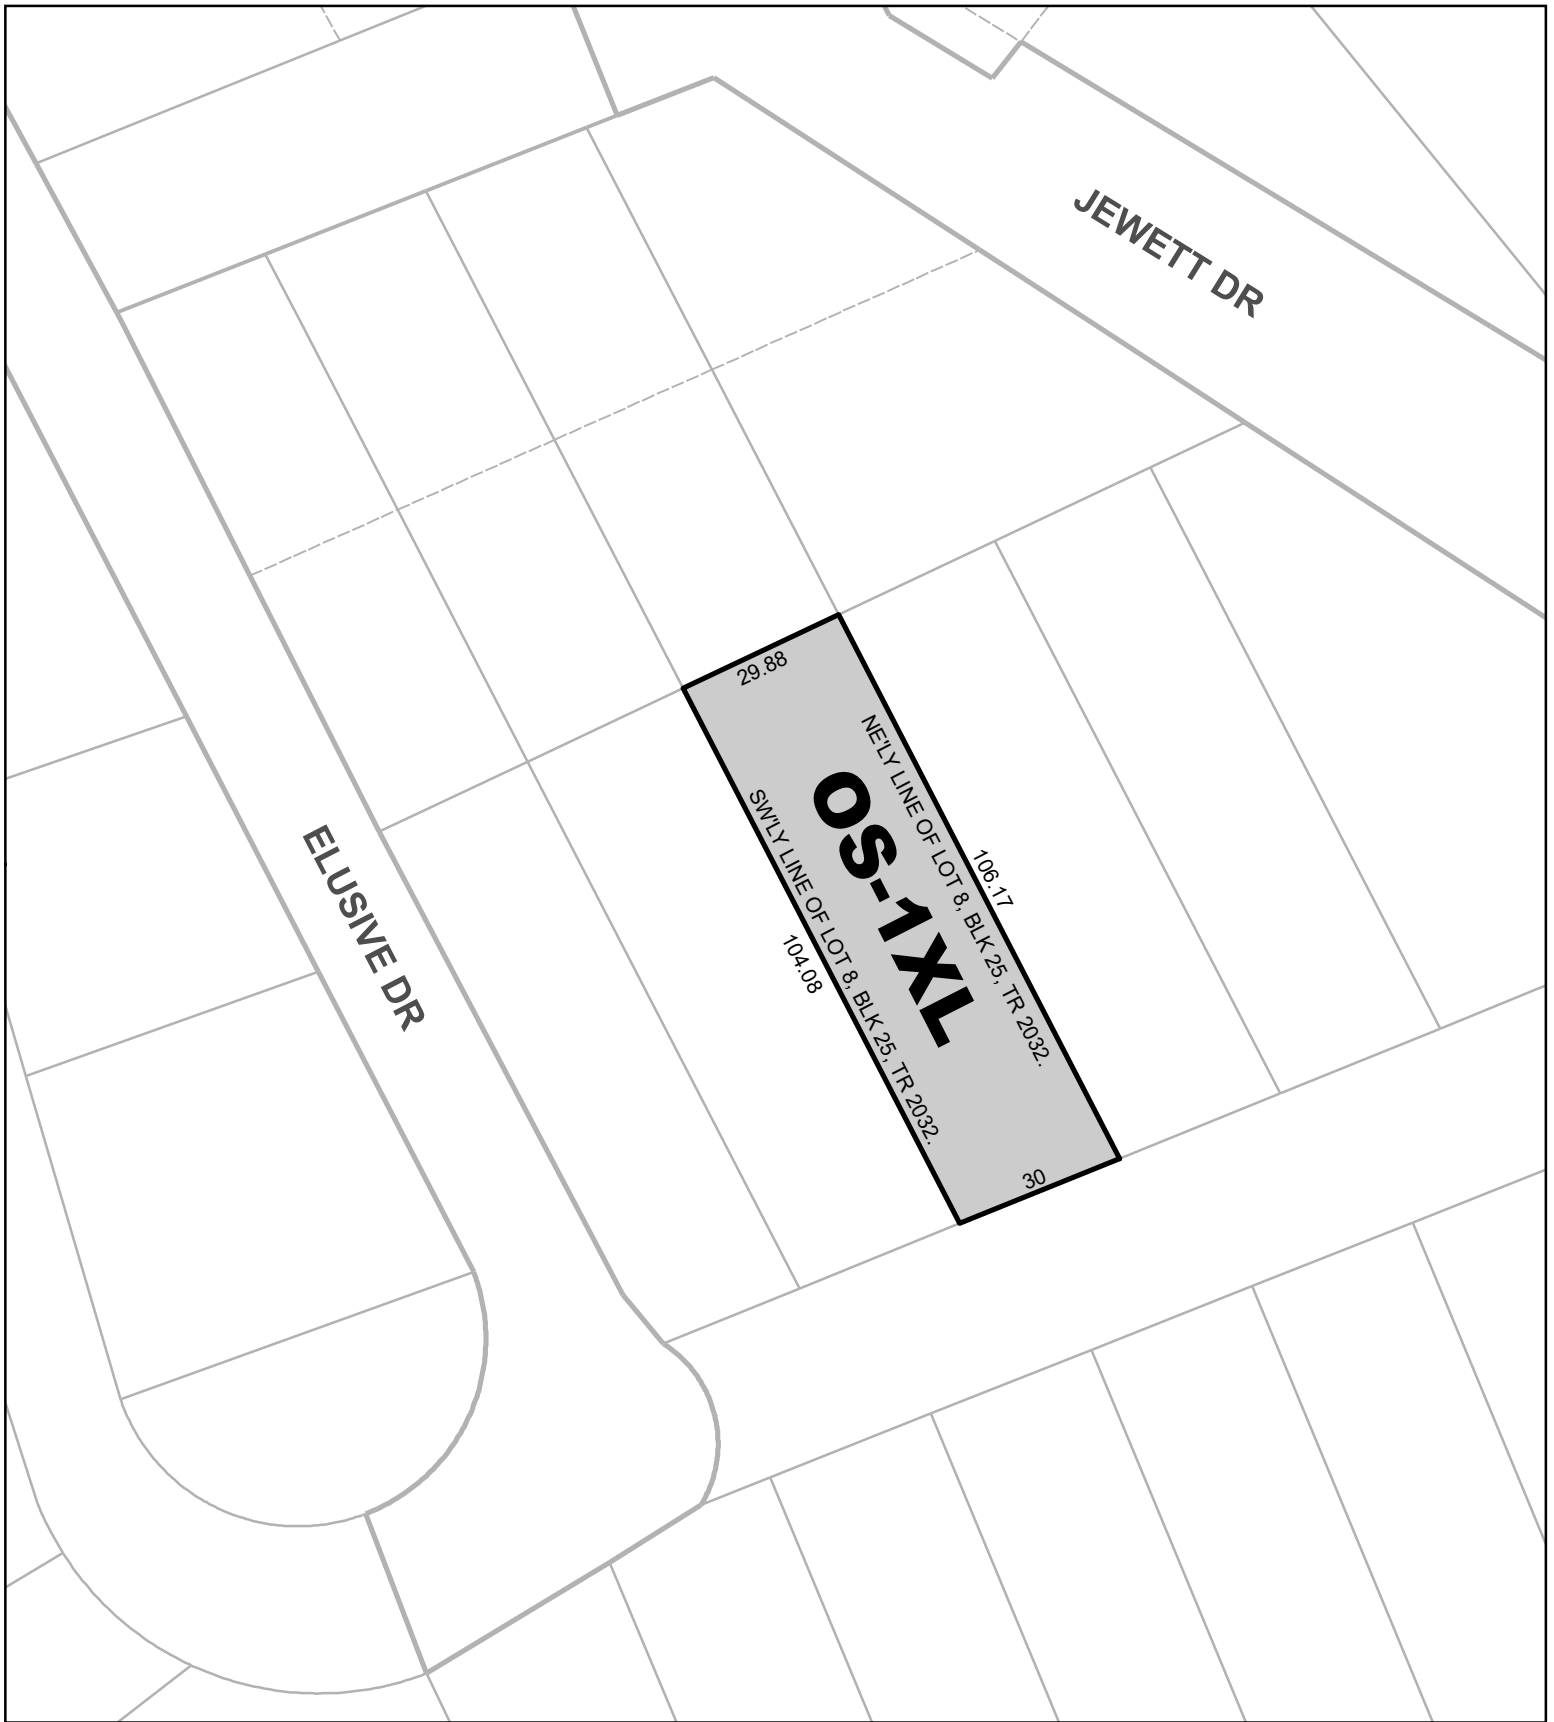 JEWETT DR
29.88
NE'LY LINE OF LOT 8, BLK 25, TR 2032.
106.17
OS-1XL
SW'LY LINE OF LOT 8, BLK 25, TR 2032.
104.08
ELUSIVE DR
30